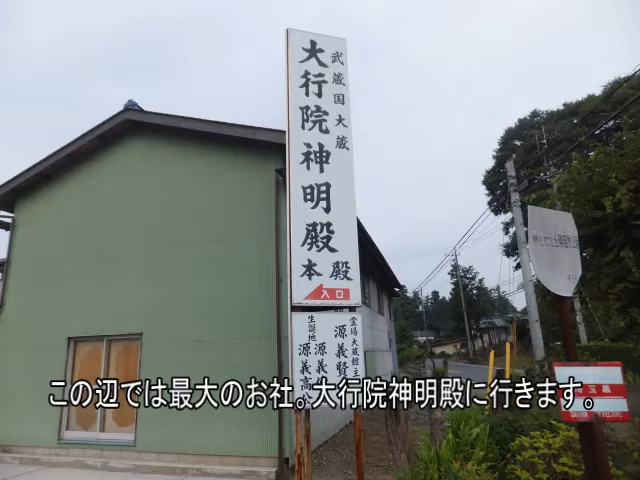 武蔵国大蔵
大行院神明殿
本殿
入口
霊場大蔵館主
源義賢
源義
生誕地
源義高
この辺では最大のお社。大行院神明殿に行きます。